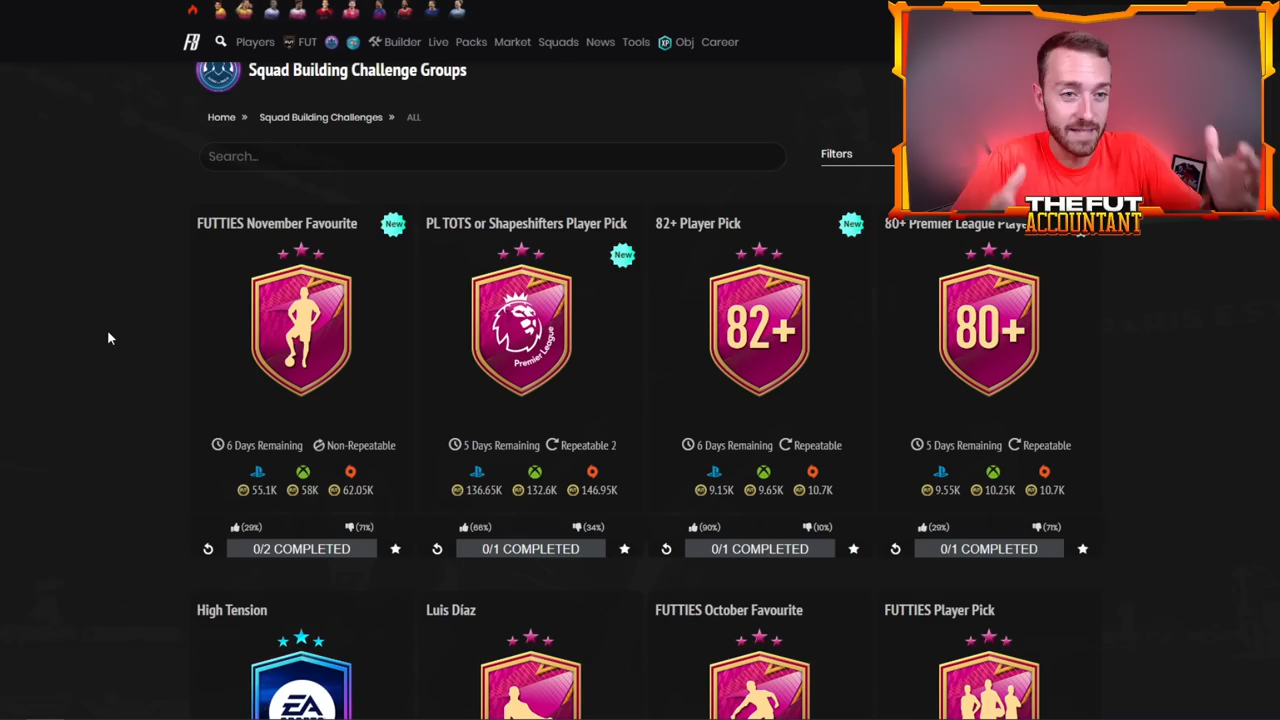 F8 Players FUT Builder Live Packs Market Squads News Tools XP Obj Career
Squad Building Challenge Groups
Home » Squad Building Challenges » ALL
Search...
Filters
THE FUT
ACCOUNTANT
FUTTIES November Favourite New
PL TOTS or Shapeshifters Player Pick New
82+ Player Pick New
80+ Premier League
Premier League
82+
80+
6 Days Remaining Non-Repeatable
5 Days Remaining Repeatable 2
6 Days Remaining Repeatable
5 Days Remaining Repeatable
55.1K 58K 62.05K
136.65K 132.6K 146.95K
9.15K 9.65K 10.7K
9.55K 10.25K 10.7K
(29%) (71%)
(66%) (34%)
(90%) (10%)
(29%) (71%)
0/2 COMPLETED
0/1 COMPLETED
0/1 COMPLETED
0/1 COMPLETED
High Tension
Luis Díaz
FUTTIES October Favourite
FUTTIES Player Pick
EA